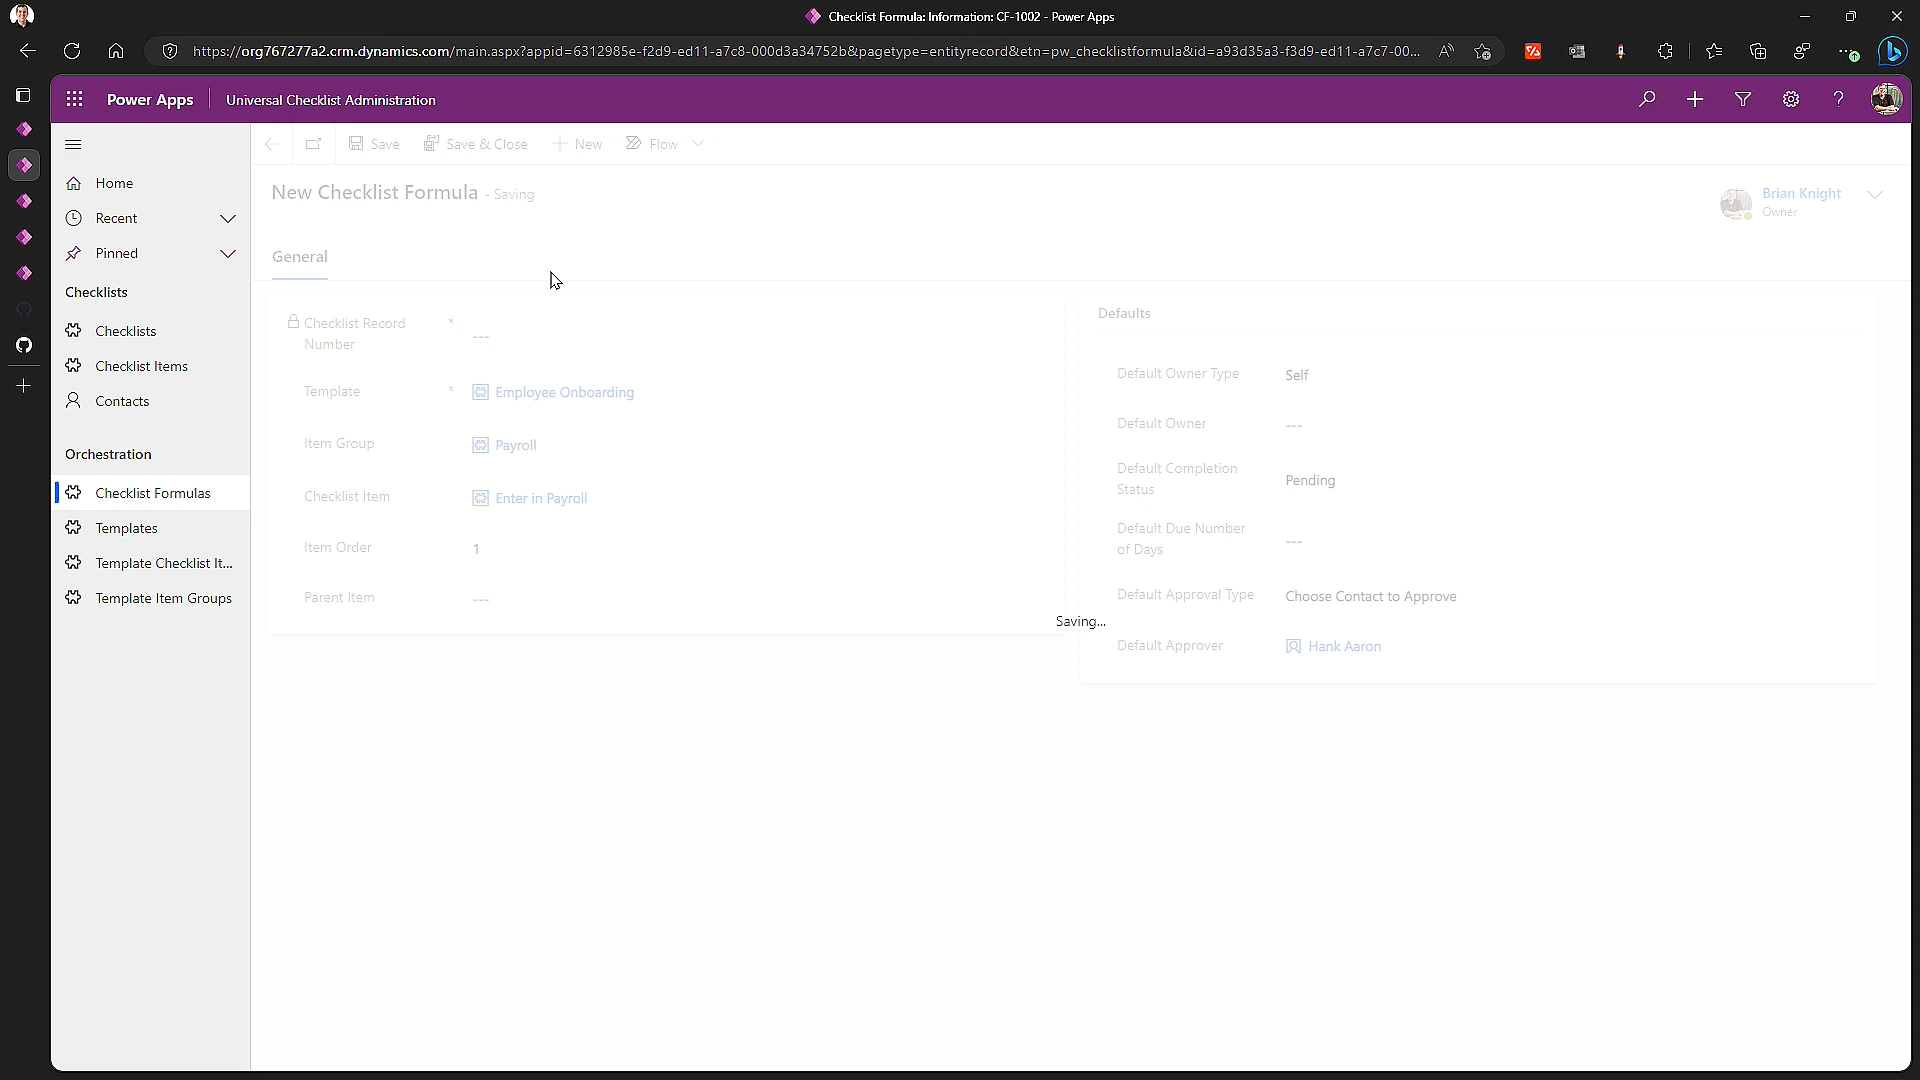 Checklist Formula: Information: CF-1002 - Power Apps
https://org767277a2.crm.dynamics.com/main.aspx?appid=6312985e-f2d9-ed11-a7c8-000d3a34752b&pagetype=entityrecord&etn=pw_checklistformula&id=a93d35a3-f3d9-ed11-a7c7-00...
Power Apps
Universal Checklist Administration
Save
Save & Close
New
Flow
Home
Recent
Pinned
Checklists
Checklists
Checklist Items
Contacts
Orchestration
Checklist Formulas
Templates
Template Checklist It...
Template Item Groups
New Checklist Formula - Saving
Brian Knight
Owner
General
Checklist Record
Number
*
---
Template
*
Employee Onboarding
Item Group
Payroll
Checklist Item
Enter in Payroll
Item Order
1
Parent Item
---
Saving...
Defaults
Default Owner Type
Self
Default Owner
---
Default Completion
Status
Pending
Default Due Number
of Days
---
Default Approval Type
Choose Contact to Approve
Default Approver
Hank Aaron